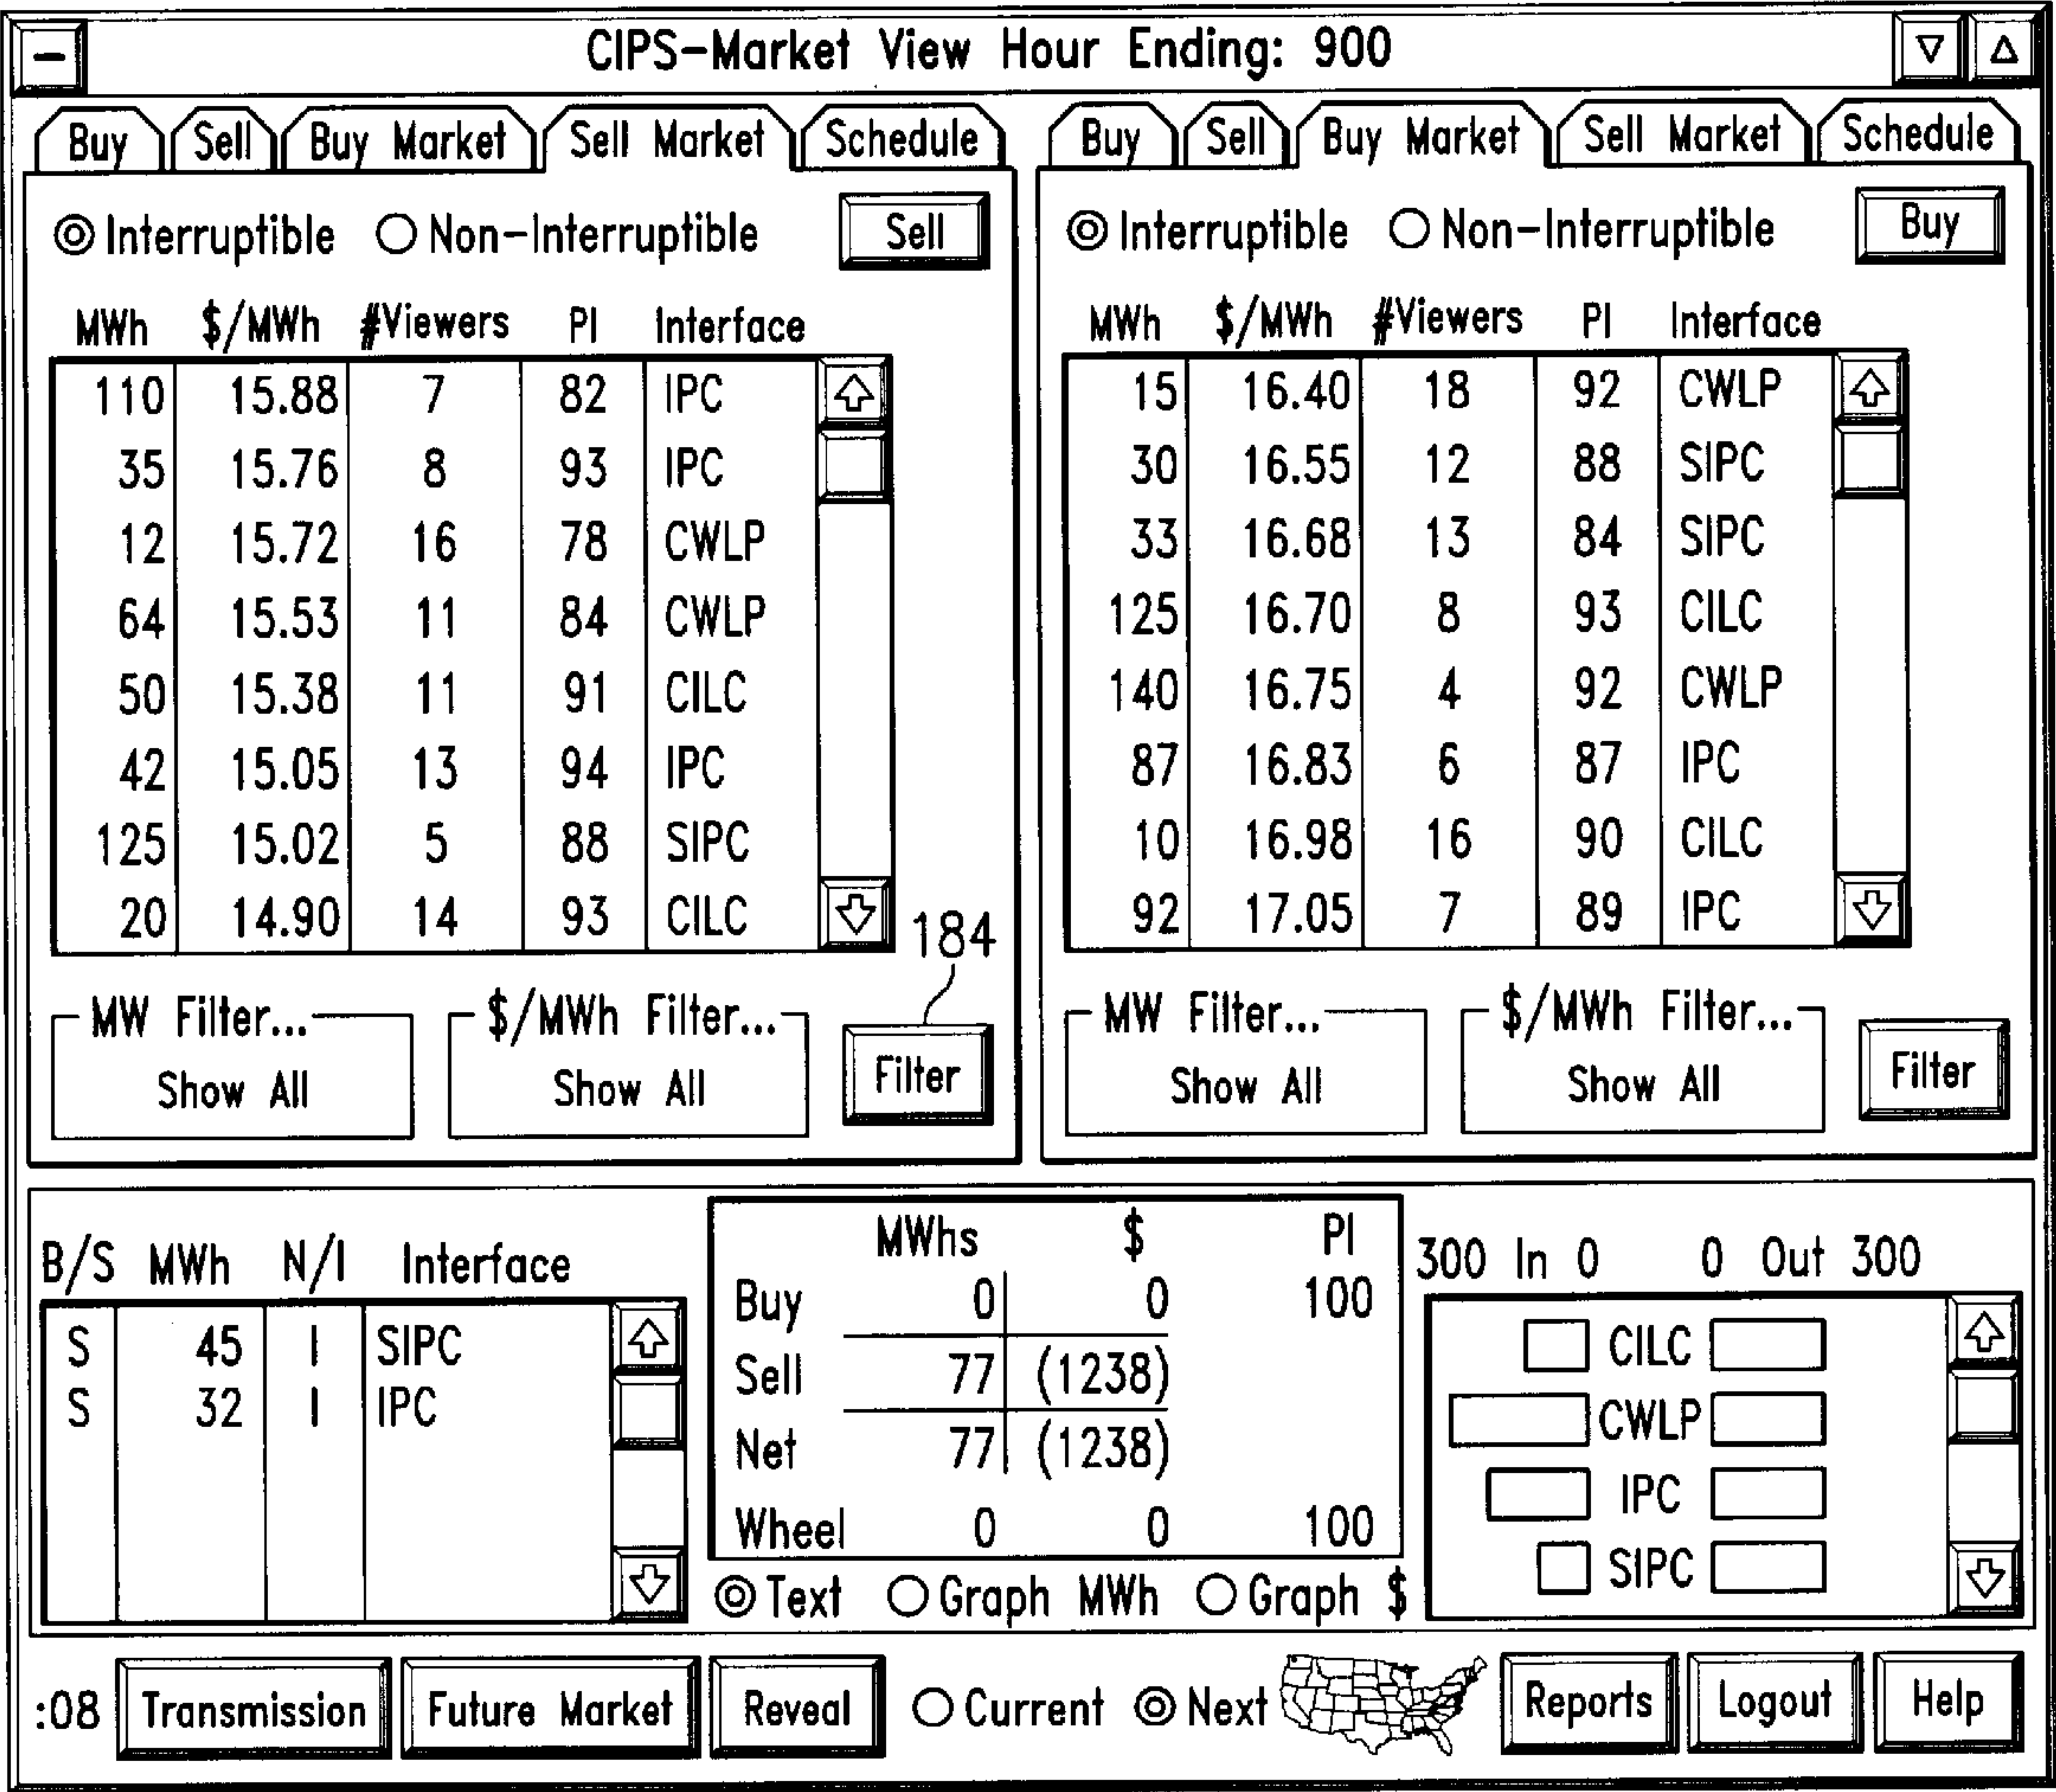 CIPS-Market View Hour Ending: 900
Buy Sell Buy Market Sell Market Schedule
Interruptible Non-Interruptible Sell
MWh $/MWh #Viewers PI Interface
110 15.88 7 82 IPC
35 15.76 8 93 IPC
12 15.72 16 78 CWLP
64 15.53 11 84 CWLP
50 15.38 11 91 CILC
42 15.05 13 94 IPC
125 15.02 5 88 SIPC
20 14.90 14 93 CILC
184
MW Filter... $/MWh Filter...
Show All Show All Filter
Buy Sell Buy Market Sell Market Schedule
Interruptible Non-Interruptible Buy
MWh $/MWh #Viewers PI Interface
15 16.40 18 92 CWLP
30 16.55 12 88 SIPC
33 16.68 13 84 SIPC
125 16.70 8 93 CILC
140 16.75 4 92 CWLP
87 16.83 6 87 IPC
10 16.98 16 90 CILC
92 17.05 7 89 IPC
MW Filter... $/MWh Filter...
Show All Show All Filter
B/S MWh N/I Interface
S 45 I SIPC
S 32 I IPC
MWhs $ PI
Buy 0 0 100
Sell 77 (1238)
Net 77 (1238)
Wheel 0 0 100
Text Graph MWh Graph $
300 In 0 0 Out 300
CILC
CWLP
IPC
SIPC
:08 Transmission Future Market Reveal Current Next Reports Logout Help